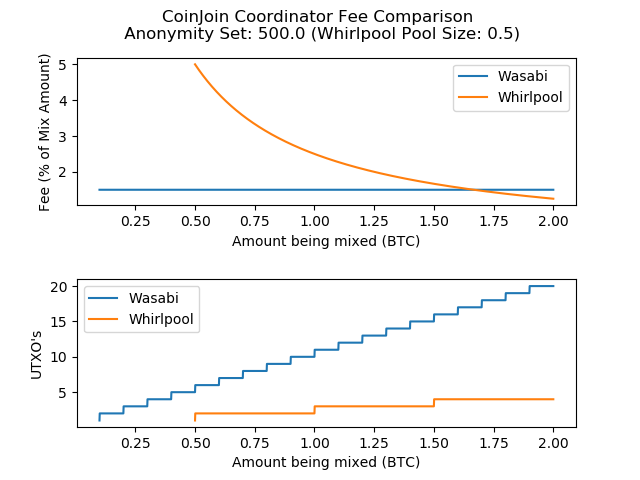 CoinJoin Coordinator Fee Comparison
Anonymity Set: 500.0 (Whirlpool Pool Size: 0.5)
Fee (% of Mix Amount)
5
4
3
2
Wasabi
Whirlpool
0.25 0.50 0.75 1.00 1.25 1.50 1.75 2.00
Amount being mixed (BTC)
UTXO's
20
15
10
5
Wasabi
Whirlpool
0.25 0.50 0.75 1.00 1.25 1.50 1.75 2.00
Amount being mixed (BTC)